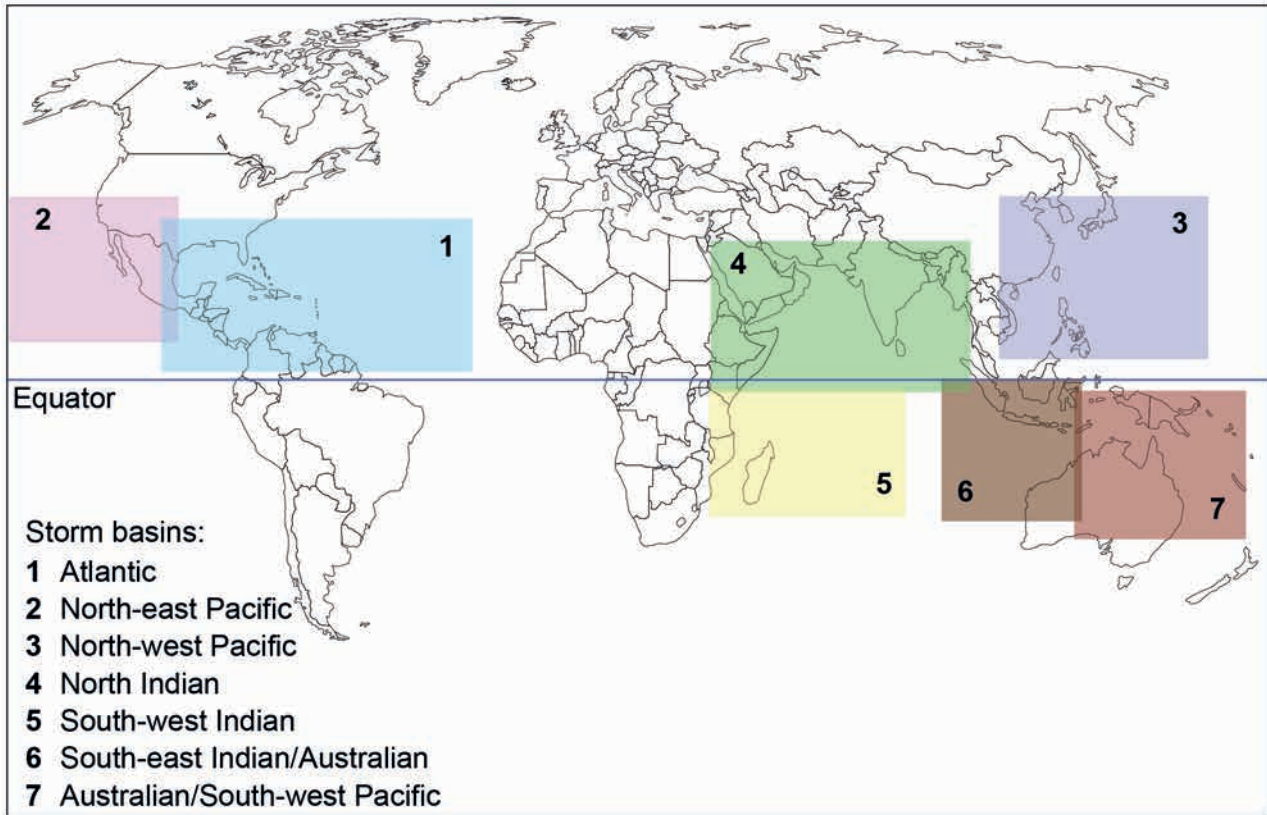 2
1
3
4
Equator
5
6
7
Storm basins:
1 Atlantic
2 North-east Pacific
3 North-west Pacific
4 North Indian
5 South-west Indian
6 South-east Indian/Australian
7 Australian/South-west Pacific